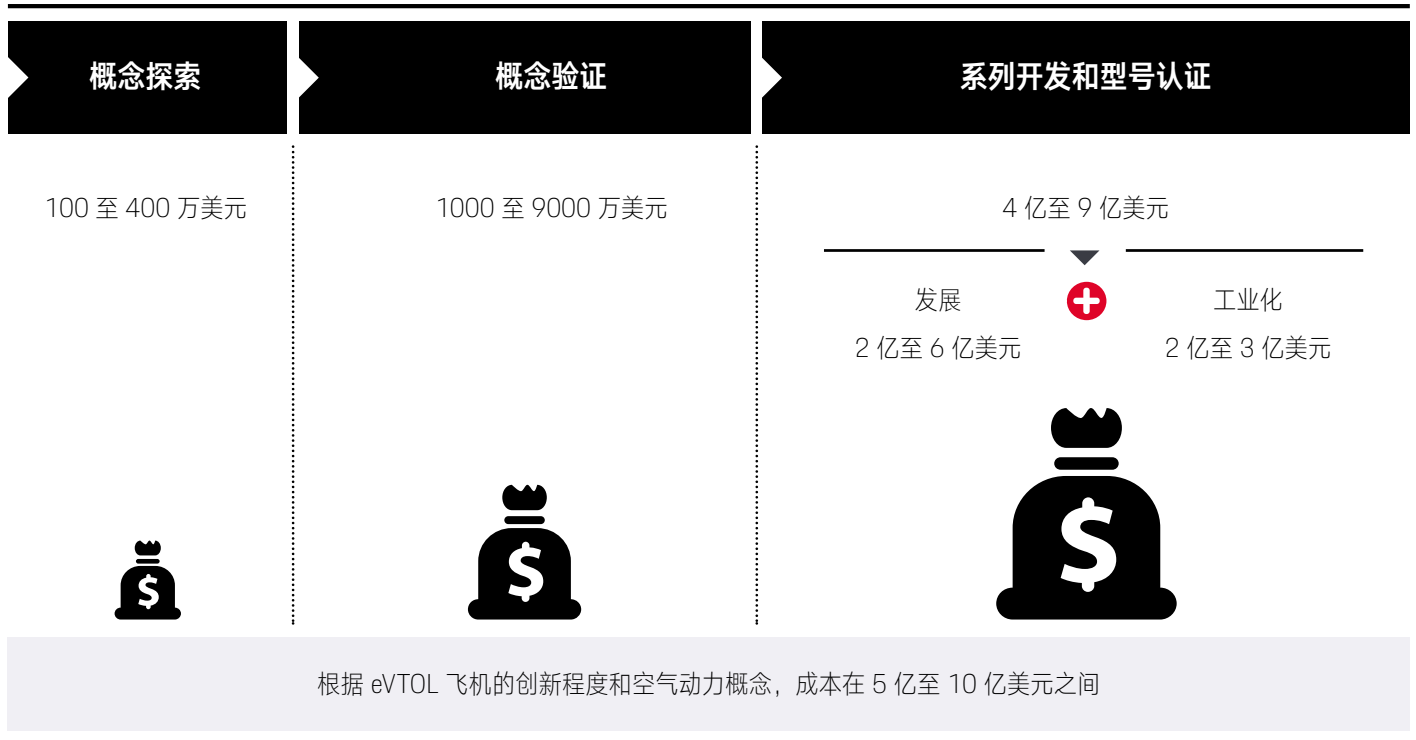 概念探索
概念验证
系列开发和型号认证
100 至 400 万美元
1000 至 9000 万美元
4 亿至 9 亿美元
发展
工业化
2 亿至 6 亿美元
2 亿至 3 亿美元
$
$
$
根据 eVTOL 飞机的创新程度和空气动力概念，成本在 5 亿至 10 亿美元之间